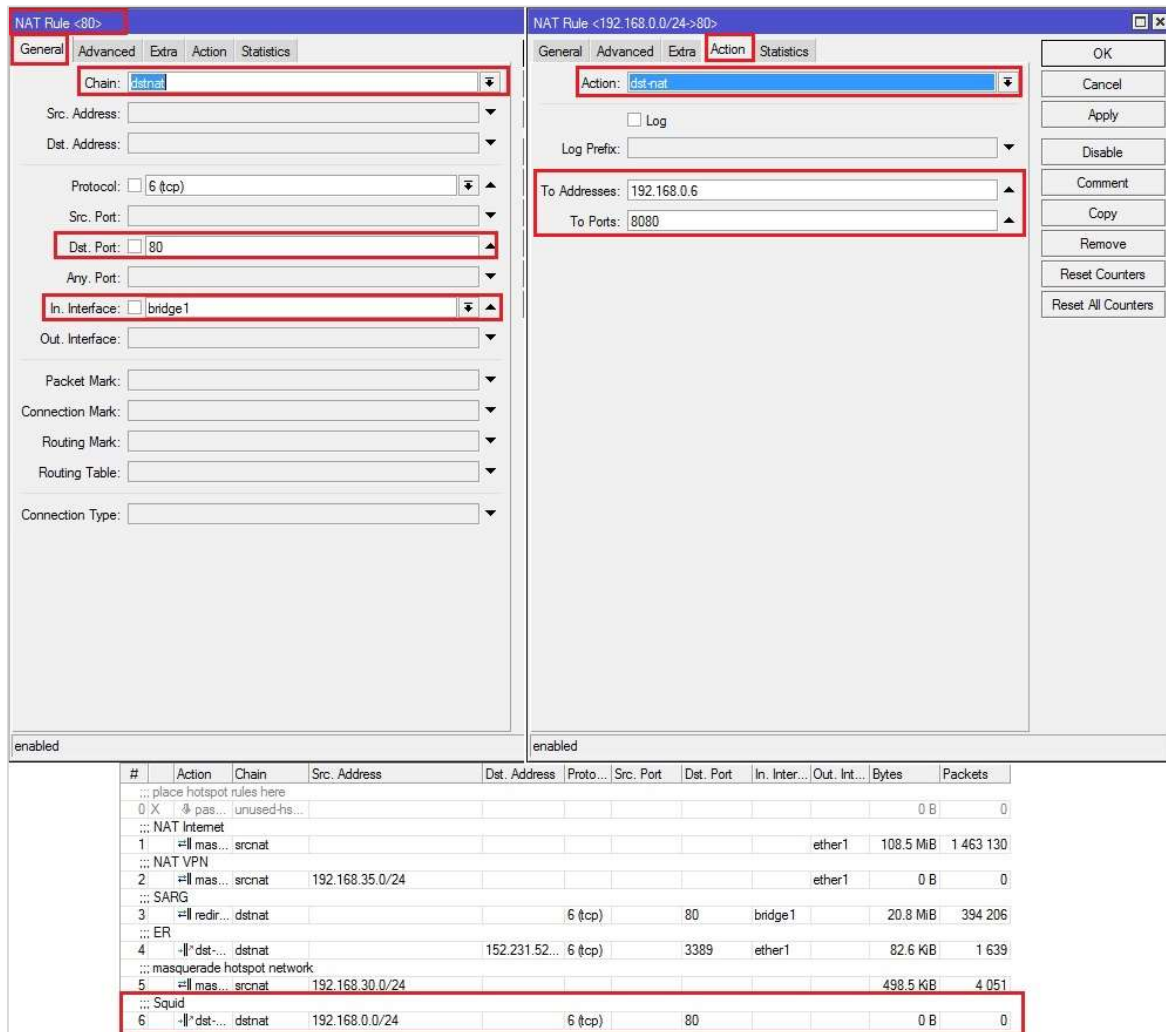 NAT Rule <80>
General Advanced Extra Action Statistics
Chain: dstnat
Src. Address:
Dst. Address:
Protocol: 6 (tcp)
Src. Port:
Dst. Port: 80
Any. Port:
In. Interface: bridge1
Out. Interface:
Packet Mark:
Connection Mark:
Routing Mark:
Routing Table:
Connection Type:
enabled
NAT Rule <192.168.0.0/24->80>
General Advanced Extra Action Statistics
Action: dst-nat
Log
Log Prefix:
To Addresses: 192.168.0.6
To Ports: 8080
enabled
OK
Cancel
Apply
Disable
Comment
Copy
Remove
Reset Counters
Reset All Counters
# Action Chain Src. Address Dst. Address Proto... Src. Port Dst. Port In. Inter... Out. Int... Bytes Packets
::: place hotspot rules here
0 X pas... unused-hs... 0 B 0
::: NAT Internet
1 mas... srcnat ether1 108.5 MiB 1 463 130
::: NAT VPN
2 mas... srcnat 192.168.35.0/24 ether1 0 B 0
::: SARG
3 redir... dstnat 6 (tcp) 80 bridge1 20.8 MiB 394 206
::: ER
4 dst-... dstnat 152.231.52... 6 (tcp) 3389 ether1 82.6 KiB 1 639
::: masquerade hotspot network
5 mas... srcnat 192.168.30.0/24 498.5 KiB 4 051
::: Squid
6 dst-... dstnat 192.168.0.0/24 6 (tcp) 80 0 B 0